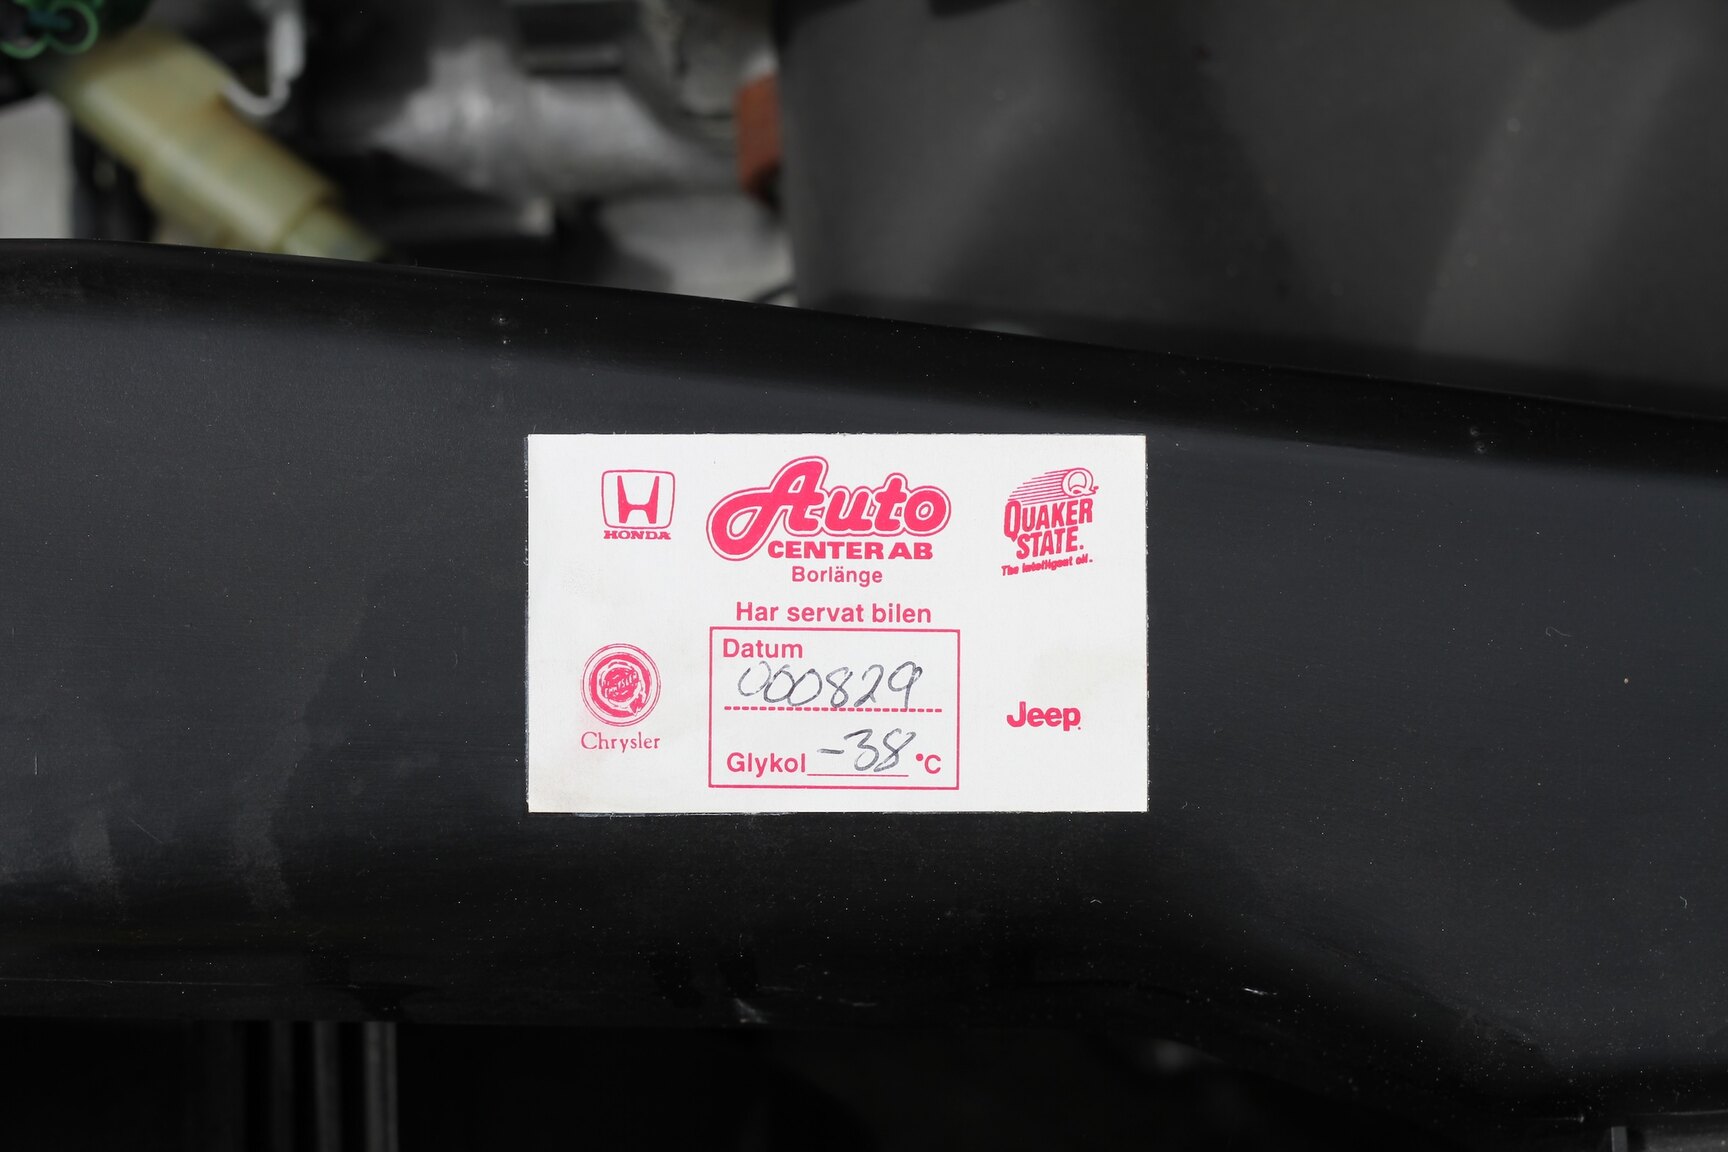 HONDA
Auto
CENTER AB
Borlänge
QUAKER
STATE.
The intelligent oil.
Har servat bilen
Datum
000829
Glykol -38 °C
CHRYSLER
Chrysler
Jeep